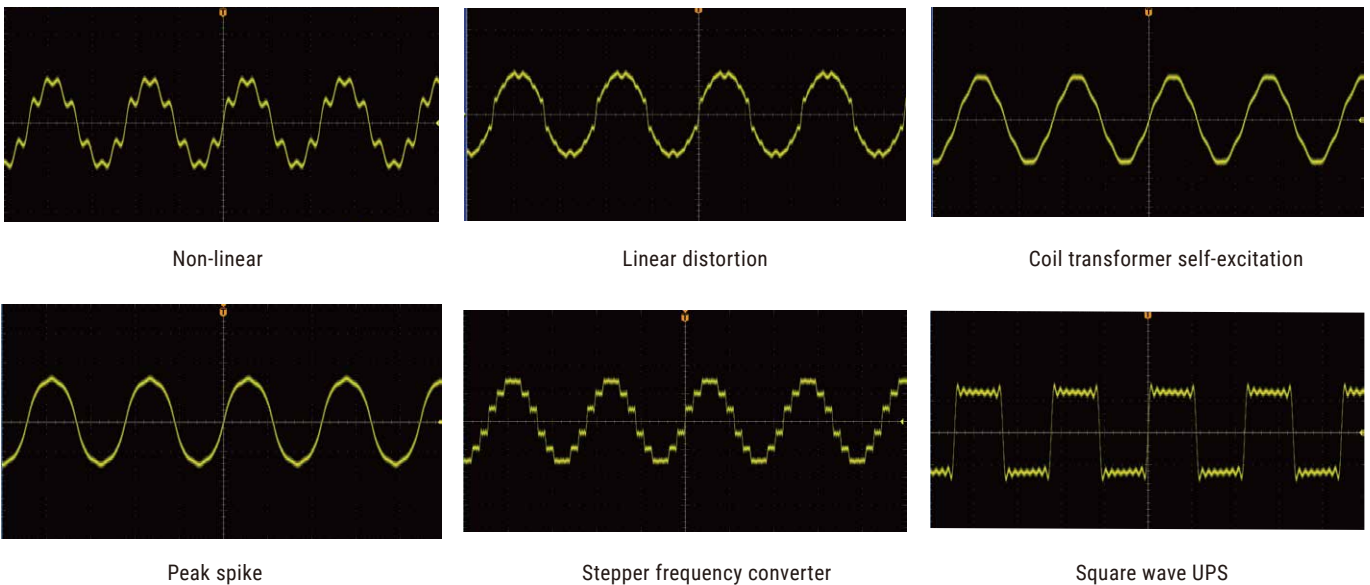 T
T
T
Non-linear
Linear distortion
Coil transformer self-excitation
T
T
T
Peak spike
Stepper frequency converter
Square wave UPS